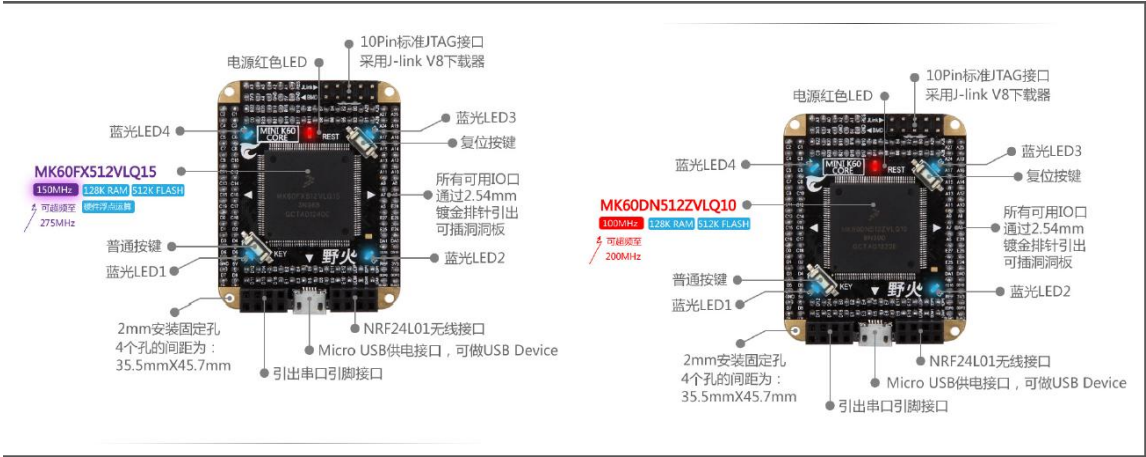 10Pin标准JTAG接口
采用J-link V8下载器
电源红色LED
蓝光LED4
蓝光LED3
复位按键
MINI K60
CORE
REST
MK60FX512VLQ15
150MHz 128K RAM 512K FLASH
可超频至 硬件浮点运算
275MHz
所有可用IO口
通过2.54mm
镀金排针引出
可插洞洞板
MK60FX512VLQ15
普通按键
KEY
野火
蓝光LED1
蓝光LED2
2mm安装固定孔
4个孔的间距为：
35.5mmX45.7mm
NRF24L01无线接口
Micro USB供电接口，可做USB Device
引出串口引脚接口
10Pin标准JTAG接口
采用J-link V8下载器
电源红色LED
蓝光LED4
蓝光LED3
复位按键
MINI K60
CORE
REST
MK60DN512ZVLQ10
100MHz 128K RAM 512K FLASH
可超频至
200MHz
所有可用IO口
通过2.54mm
镀金排针引出
可插洞洞板
MK60DN512ZVLQ10
普通按键
KEY
野火
蓝光LED1
蓝光LED2
2mm安装固定孔
4个孔的间距为：
35.5mmX45.7mm
NRF24L01无线接口
Micro USB供电接口，可做USB Device
引出串口引脚接口